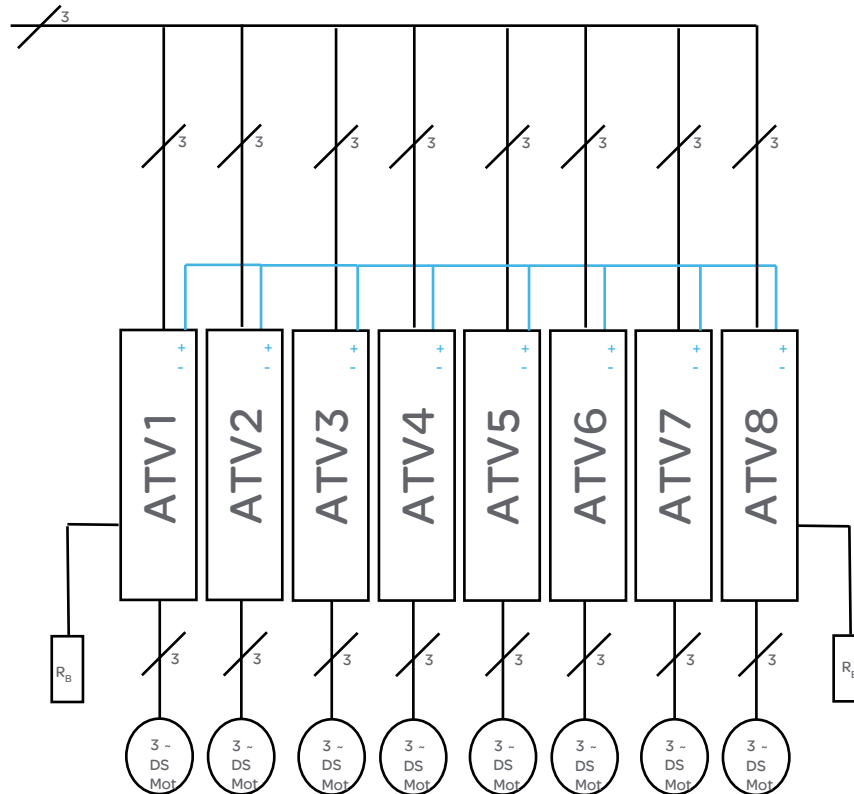 3
3 3 3 3 3 3 3 3
+ + + + + + + +
- - - - - - - -
ATV1 ATV2 ATV3 ATV4 ATV5 ATV6 ATV7 ATV8
R_B R_B
3 3 3 3 3 3 3 3
3 ~ 3 ~ 3 ~ 3 ~ 3 ~ 3 ~ 3 ~ 3 ~
DS DS DS DS DS DS DS DS
Mot Mot Mot Mot Mot Mot Mot Mot